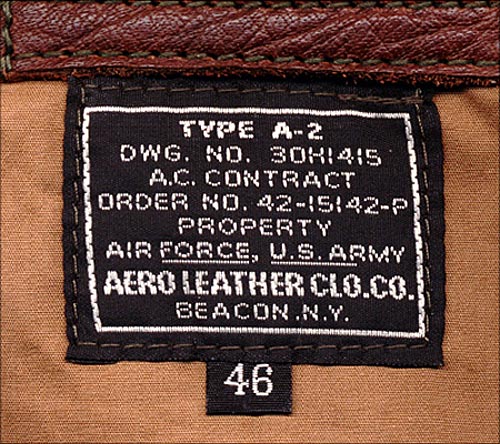 TYPE A-2
DWG. NO. 30H1415
A.C. CONTRACT
ORDER NO. 42-15142-P
PROPERTY
AIR FORCE, U.S. ARMY
AERO LEATHER CLO.CO.
BEACON. N.Y.
46